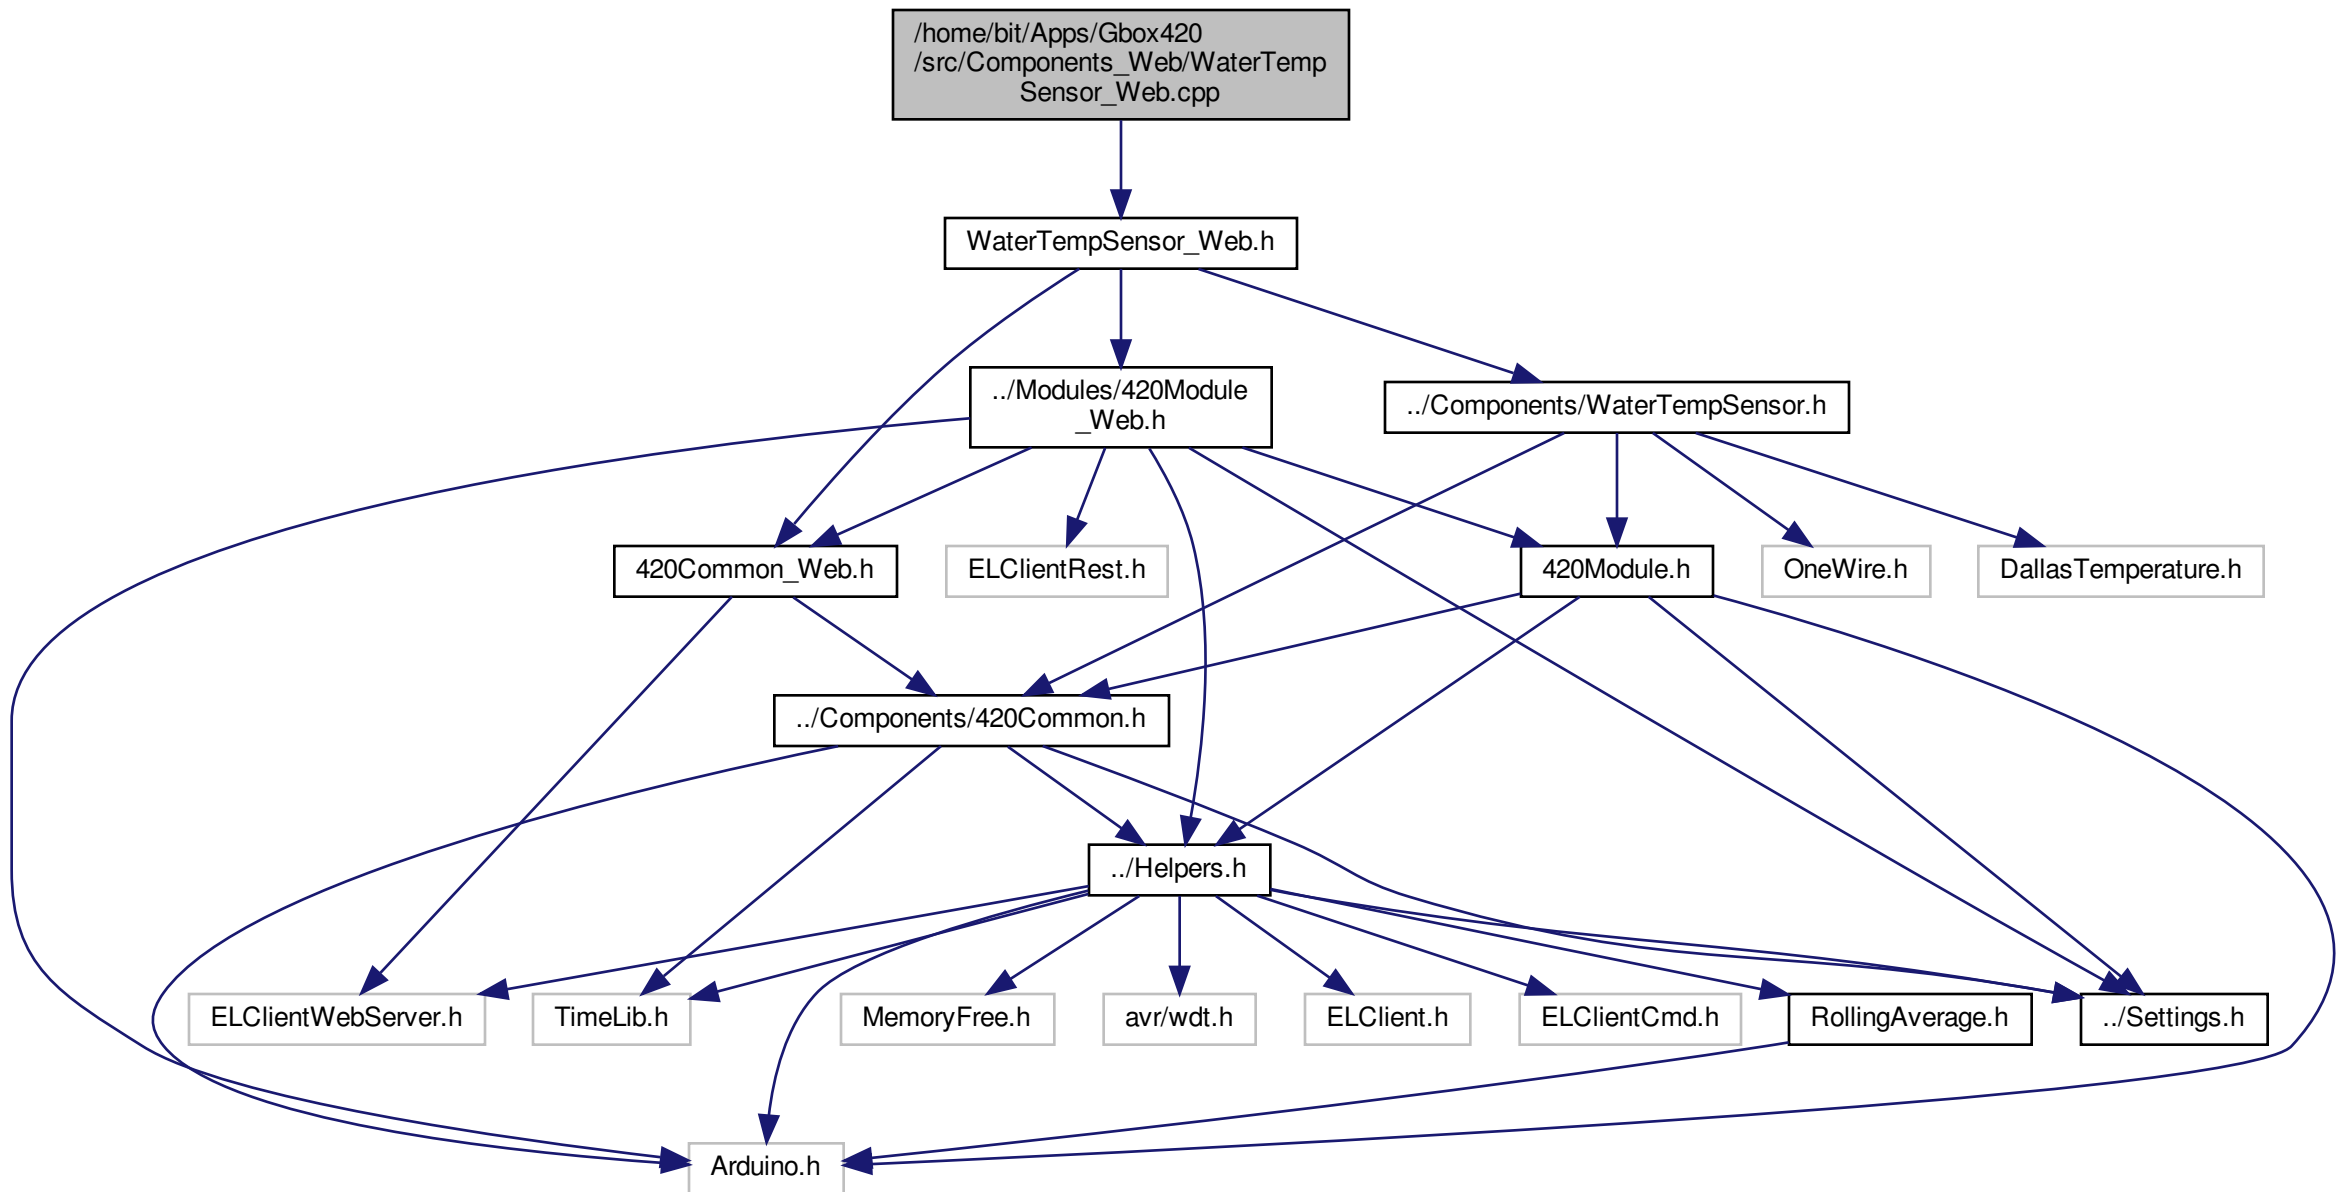 /home/bit/Apps/Gbox420
/src/Components_Web/WaterTemp
Sensor_Web.cpp
WaterTempSensor_Web.h
../Modules/420Module
_Web.h
../Components/WaterTempSensor.h
420Common_Web.h
ELClientRest.h
420Module.h
OneWire.h
DallasTemperature.h
../Components/420Common.h
../Helpers.h
ELClientWebServer.h
TimeLib.h
MemoryFree.h
avr/wdt.h
ELClient.h
ELClientCmd.h
RollingAverage.h
../Settings.h
Arduino.h